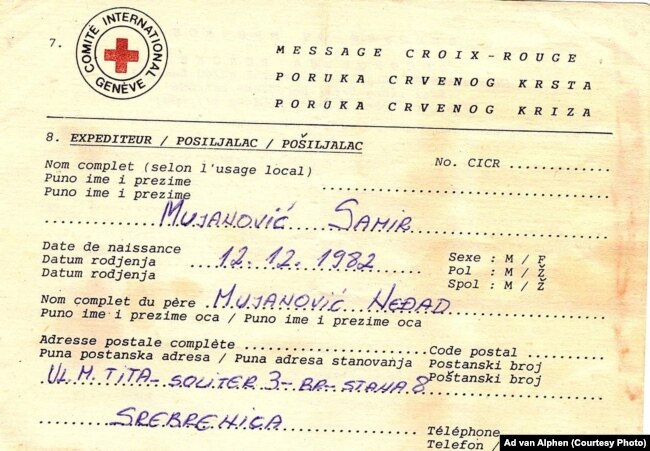 7.
COMITÉ INTERNATIONAL GENÈVE
MESSAGE CROIX-ROUGE
PORUKA CRVENOG KRSTA
PORUKA CRVENOG KRIZA
8. EXPEDITEUR / POSILJALAC / POŠILJALAC
No. CICR ............
Nom complet (selon l'usage local)
Puno ime i prezime
Puno ime i prezime
MUJANOVIĆ SAMIR
Date de naissance
Datum rodjenja 12.12.1982
Datum rodjenja
Sexe : M / F
Pol : M / Ž
Spol : M / Ž
Nom complet du père MUJANOVIĆ NEĐAD
Puno ime i prezime oca / Puno ime i prezime oca
Adresse postale complète
Code postal
Puna postanska adresa / Puna adresa stanovanja
Postanski broj
Poštanski broj
UL M. TITA- SOLITER 3- BR-STANA 8
SREBRENICA
Téléphone
Telefon /
Ad van Alphen (Courtesy Photo)